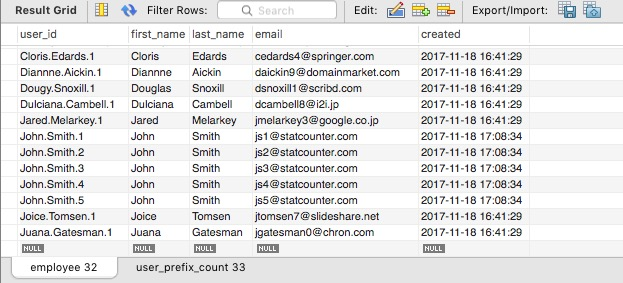 Result Grid Filter Rows: Search Edit: Export/Import:
user_id first_name last_name email created
Cloris.Edards.1 Cloris Edards cedards4@springer.com 2017-11-18 16:41:29
Diannne.Aickin.1 Diannne Aickin daickin9@domainmarket.com 2017-11-18 16:41:29
Dougy.Snoxill.1 Douglas Snoxill dsnoxill1@scribd.com 2017-11-18 16:41:29
Dulciana.Cambell.1 Dulciana Cambell dcambell8@i2i.jp 2017-11-18 16:41:29
Jared.Melarkey.1 Jared Melarkey jmelarkey3@google.co.jp 2017-11-18 16:41:29
John.Smith.1 John Smith js1@statcounter.com 2017-11-18 17:08:34
John.Smith.2 John Smith js2@statcounter.com 2017-11-18 17:08:34
John.Smith.3 John Smith js3@statcounter.com 2017-11-18 17:08:34
John.Smith.4 John Smith js4@statcounter.com 2017-11-18 17:08:34
John.Smith.5 John Smith js5@statcounter.com 2017-11-18 17:08:34
Joice.Tomsen.1 Joice Tomsen jtomsen7@slideshare.net 2017-11-18 16:41:29
Juana.Gatesman.1 Juana Gatesman jgatesman0@chron.com 2017-11-18 16:41:29
NULL NULL NULL NULL NULL
employee 32 user_prefix_count 33